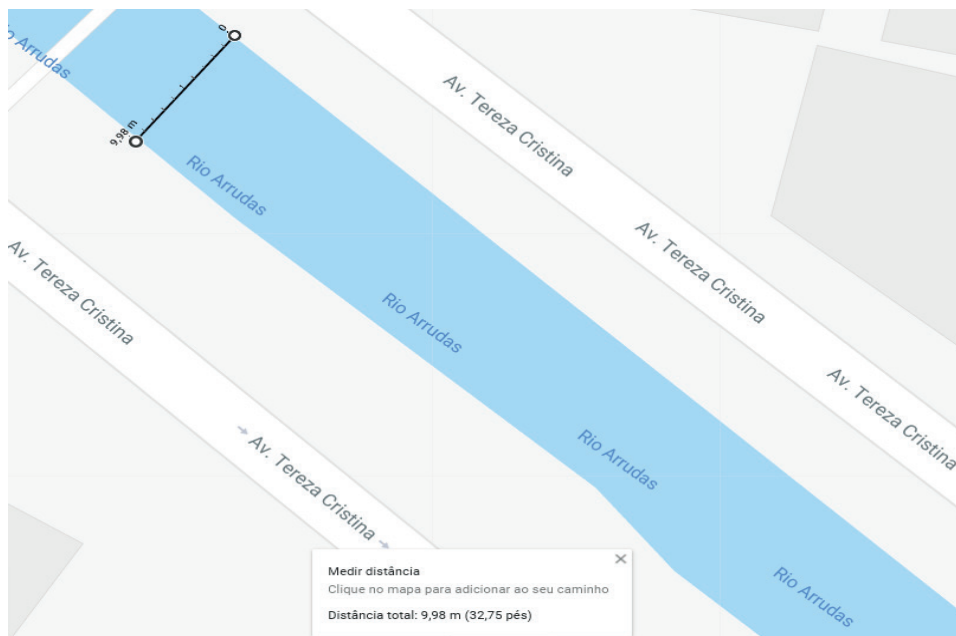 o Arrudas
0,
9,98 m
Av. Tereza Cristina
Rio Arrudas
Av. Tereza Cristina
Av. Tereza Cristina
Rio Arrudas
Av. Tereza Cristina
Rio Arrudas
Av. Tereza Cristina
Rio Arrudas
Medir distância
Clique no mapa para adicionar ao seu caminho
Distância total: 9,98 m (32,75 pés)